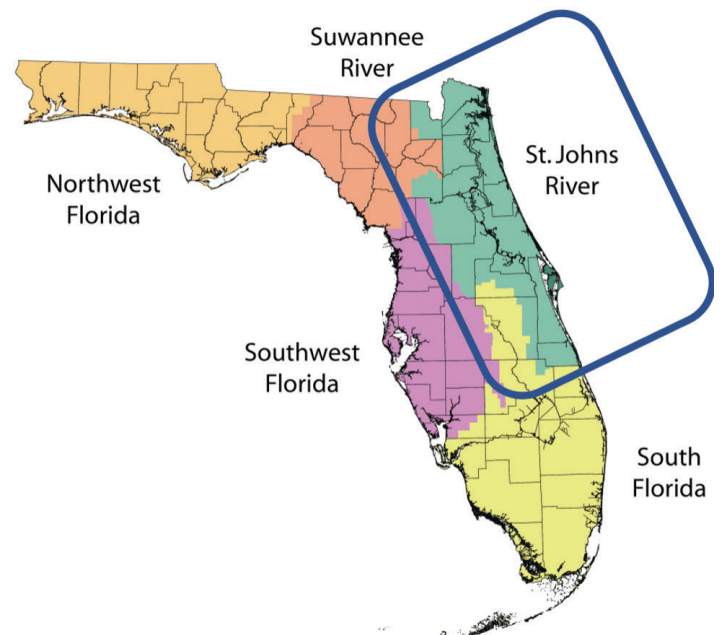 Suwannee
River
St. Johns
River
Northwest
Florida
Southwest
Florida
South
Florida